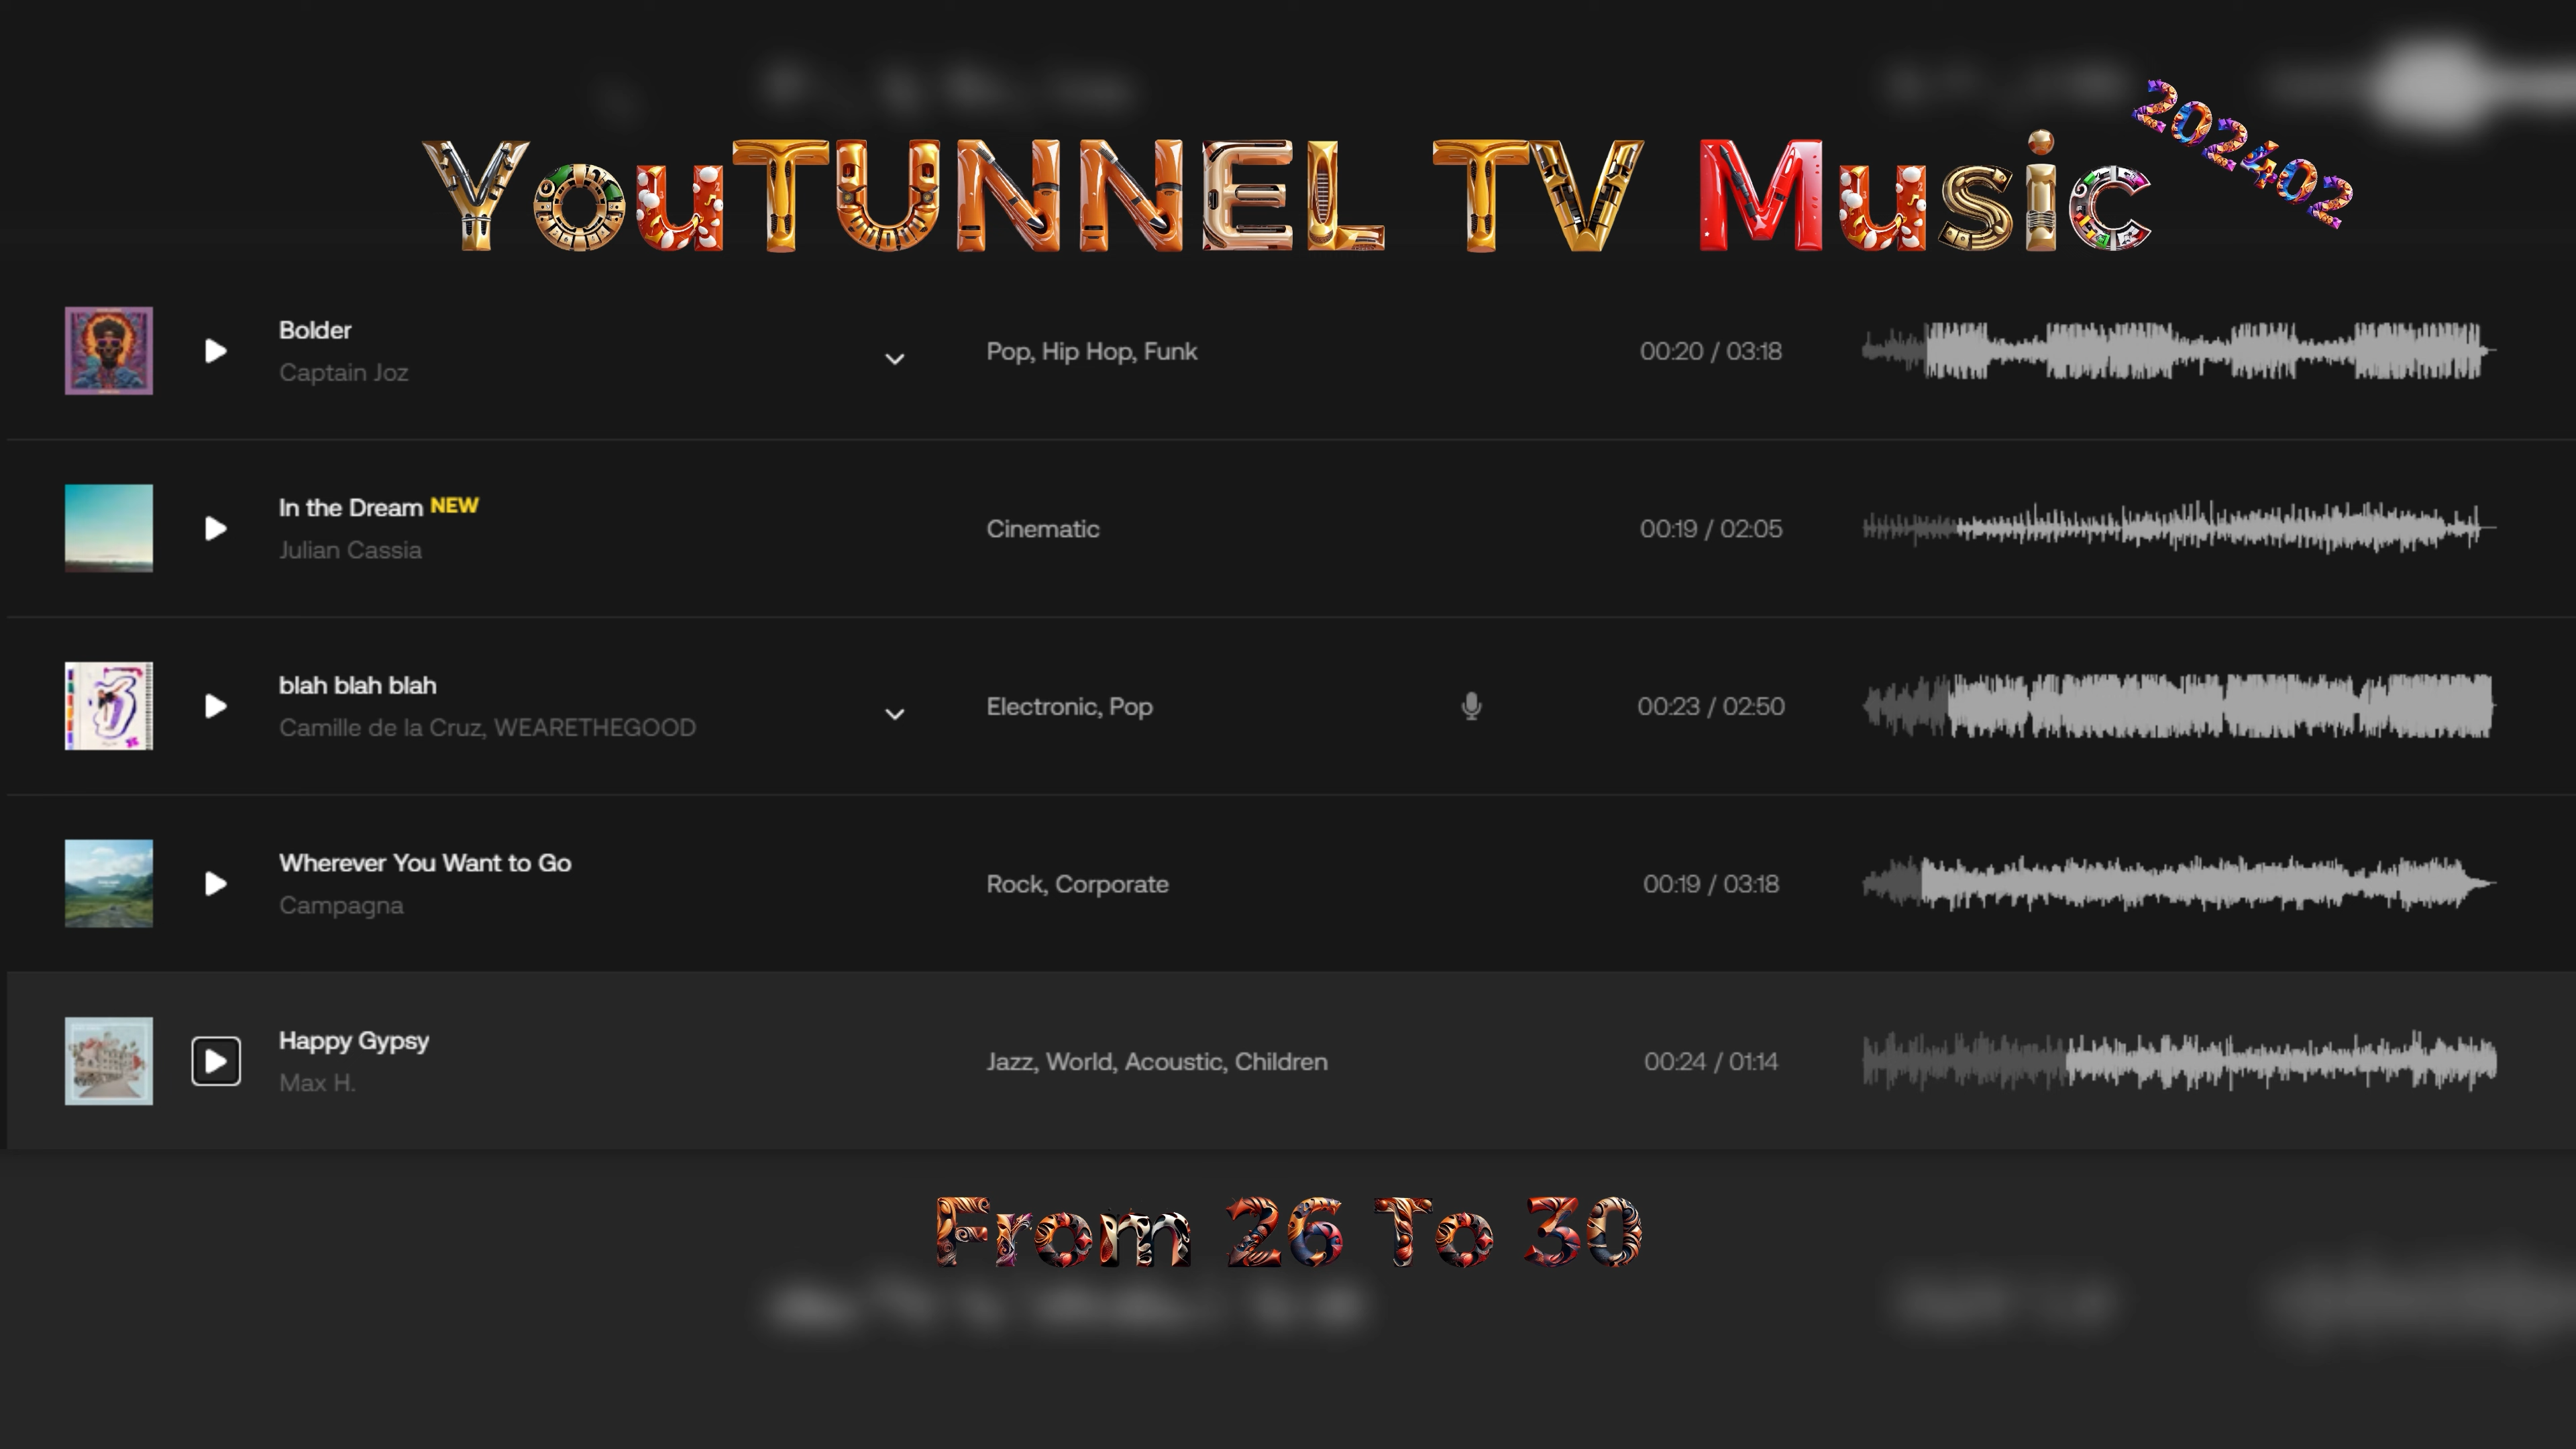 YouTUNNEL TV Music 202402
Bolder
Captain Joz
Pop, Hip Hop, Funk
00:20 / 03:18
In the Dream NEW
Julian Cassia
Cinematic
00:19 / 02:05
blah blah blah
Camille de la Cruz, WEARETHEGOOD
Electronic, Pop
00:23 / 02:50
Wherever You Want to Go
Campagna
Rock, Corporate
00:19 / 03:18
Happy Gypsy
Max H.
Jazz, World, Acoustic, Children
00:24 / 01:14
From 26 To 30